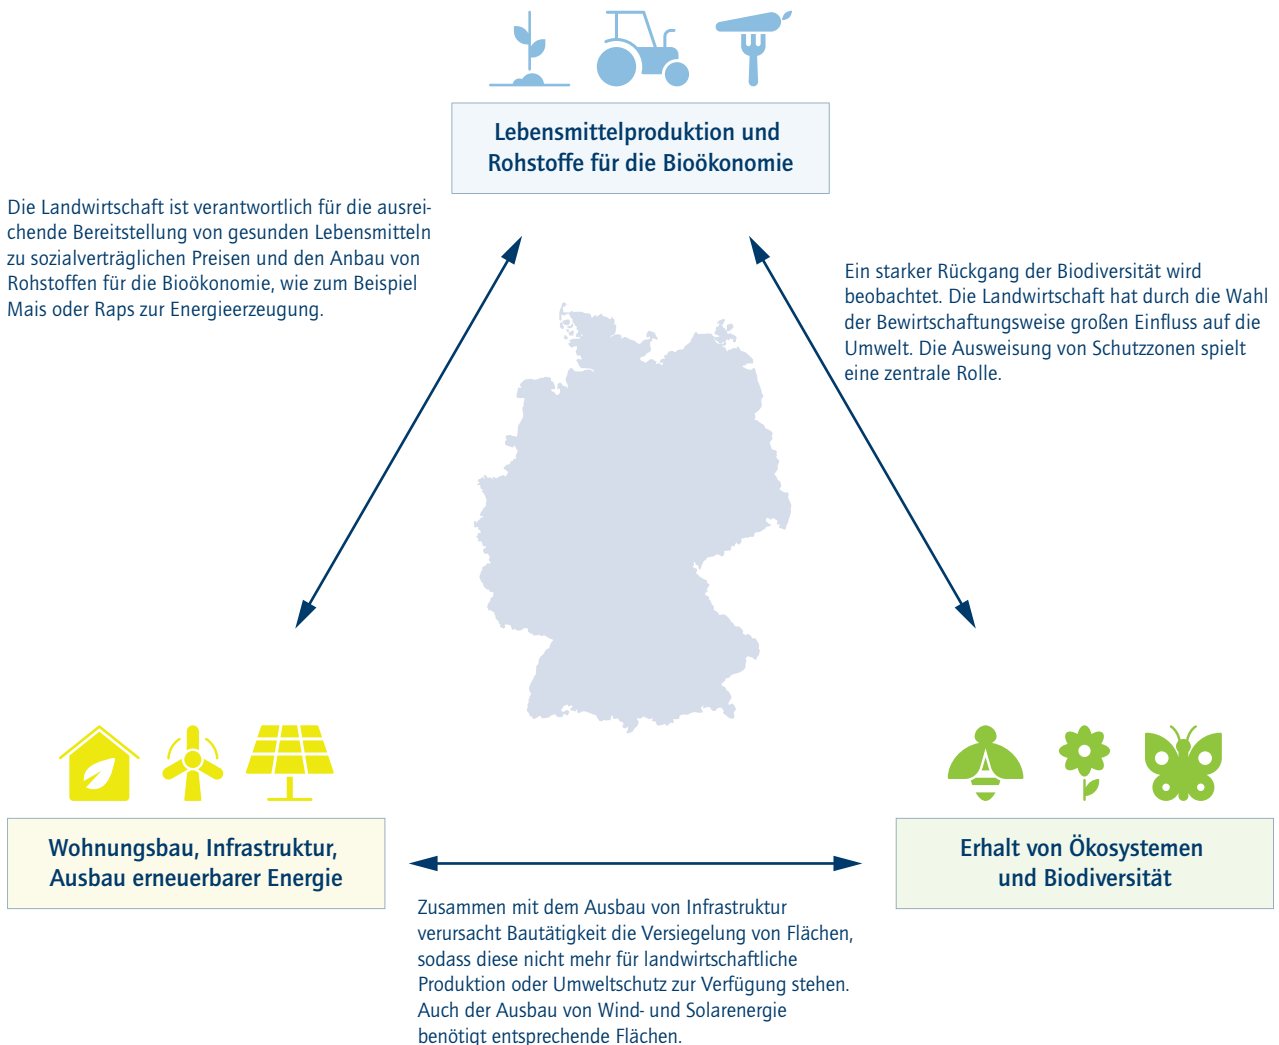 Lebensmittelproduktion und
Rohstoffe für die Bioökonomie
Die Landwirtschaft ist verantwortlich für die ausrei-
chende Bereitstellung von gesunden Lebensmitteln
zu sozialverträglichen Preisen und den Anbau von
Rohstoffen für die Bioökonomie, wie zum Beispiel
Mais oder Raps zur Energieerzeugung.
Ein starker Rückgang der Biodiversität wird
beobachtet. Die Landwirtschaft hat durch die Wahl
der Bewirtschaftungsweise großen Einfluss auf die
Umwelt. Die Ausweisung von Schutzzonen spielt
eine zentrale Rolle.
Wohnungsbau, Infrastruktur,
Ausbau erneuerbarer Energie
Erhalt von Ökosystemen
und Biodiversität
Zusammen mit dem Ausbau von Infrastruktur
verursacht Bautätigkeit die Versiegelung von Flächen,
sodass diese nicht mehr für landwirtschaftliche
Produktion oder Umweltschutz zur Verfügung stehen.
Auch der Ausbau von Wind- und Solarenergie
benötigt entsprechende Flächen.